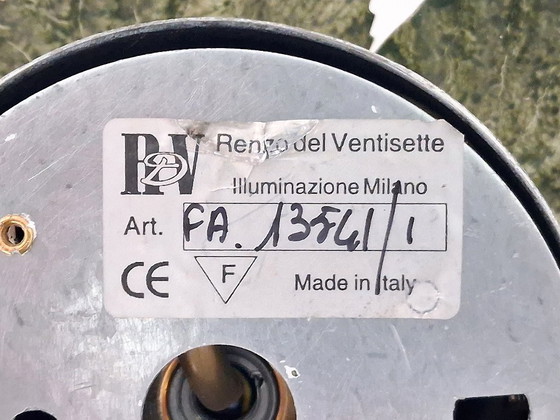 RDV Renzo del Ventisette
Illuminazione Milano
Art. FA. 13541/1
CE F Made in Italy